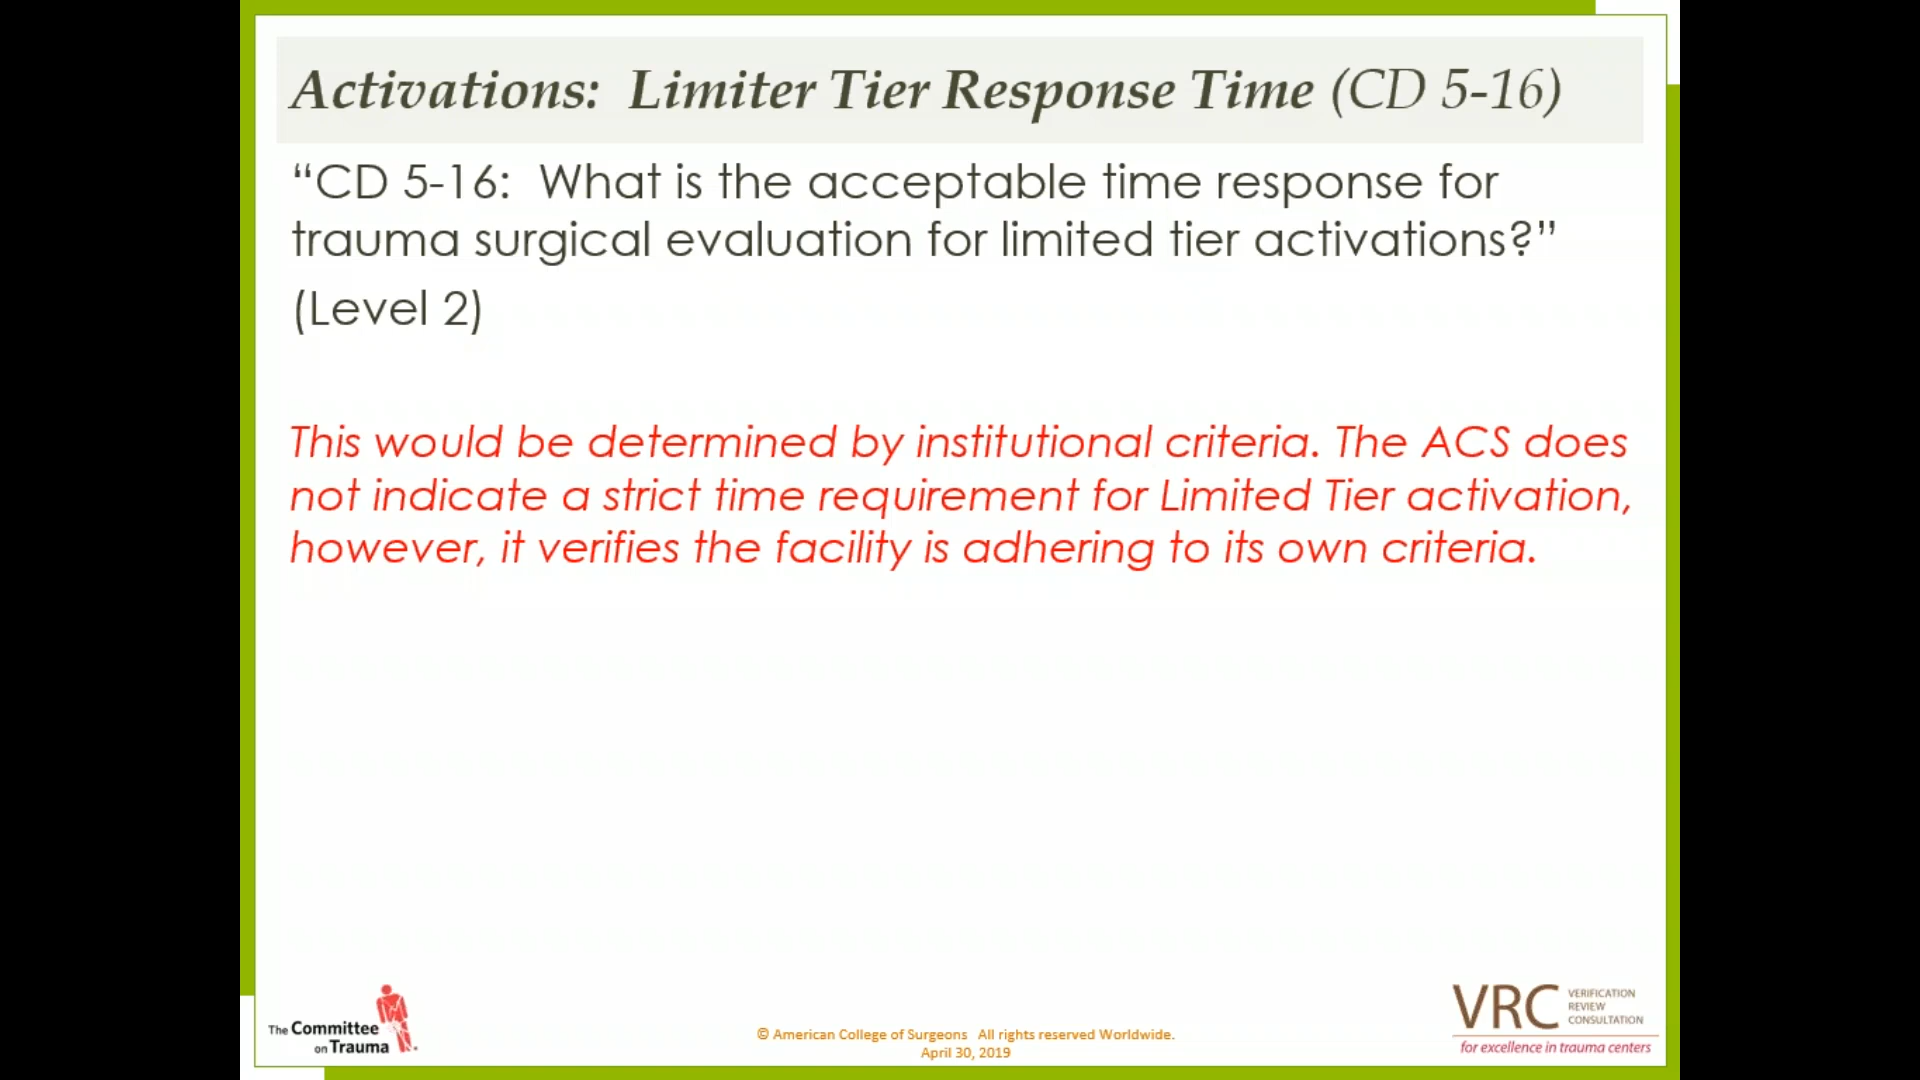 Activations:  Limiter Tier Response Time (CD 5-16)
“CD 5-16:  What is the acceptable time response for
trauma surgical evaluation for limited tier activations?”
(Level 2)
This would be determined by institutional criteria. The ACS does
not indicate a strict time requirement for Limited Tier activation,
however, it verifies the facility is adhering to its own criteria.
The Committee
on Trauma
© American College of Surgeons   All rights reserved Worldwide.
April 30, 2019
VRC
VERIFICATION
REVIEW
CONSULTATION
for excellence in trauma centers